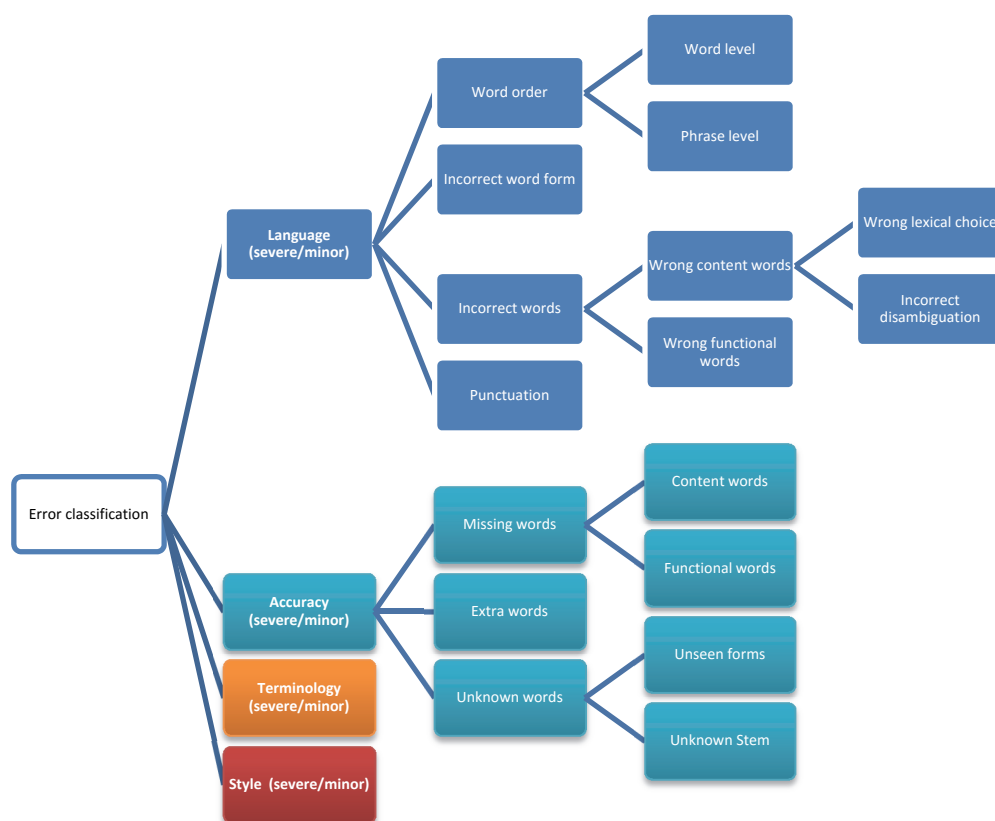 Word level
Word order
Phrase level
Incorrect word form
Wrong lexical choice
Language
(severe/minor)
Wrong content words
Incorrect
disambiguation
Incorrect words
Wrong functional
words
Punctuation
Error classification
Content words
Missing words
Functional words
Accuracy
(severe/minor)
Extra words
Unseen forms
Unknown words
Terminology
(severe/minor)
Unknown Stem
Style (severe/minor)